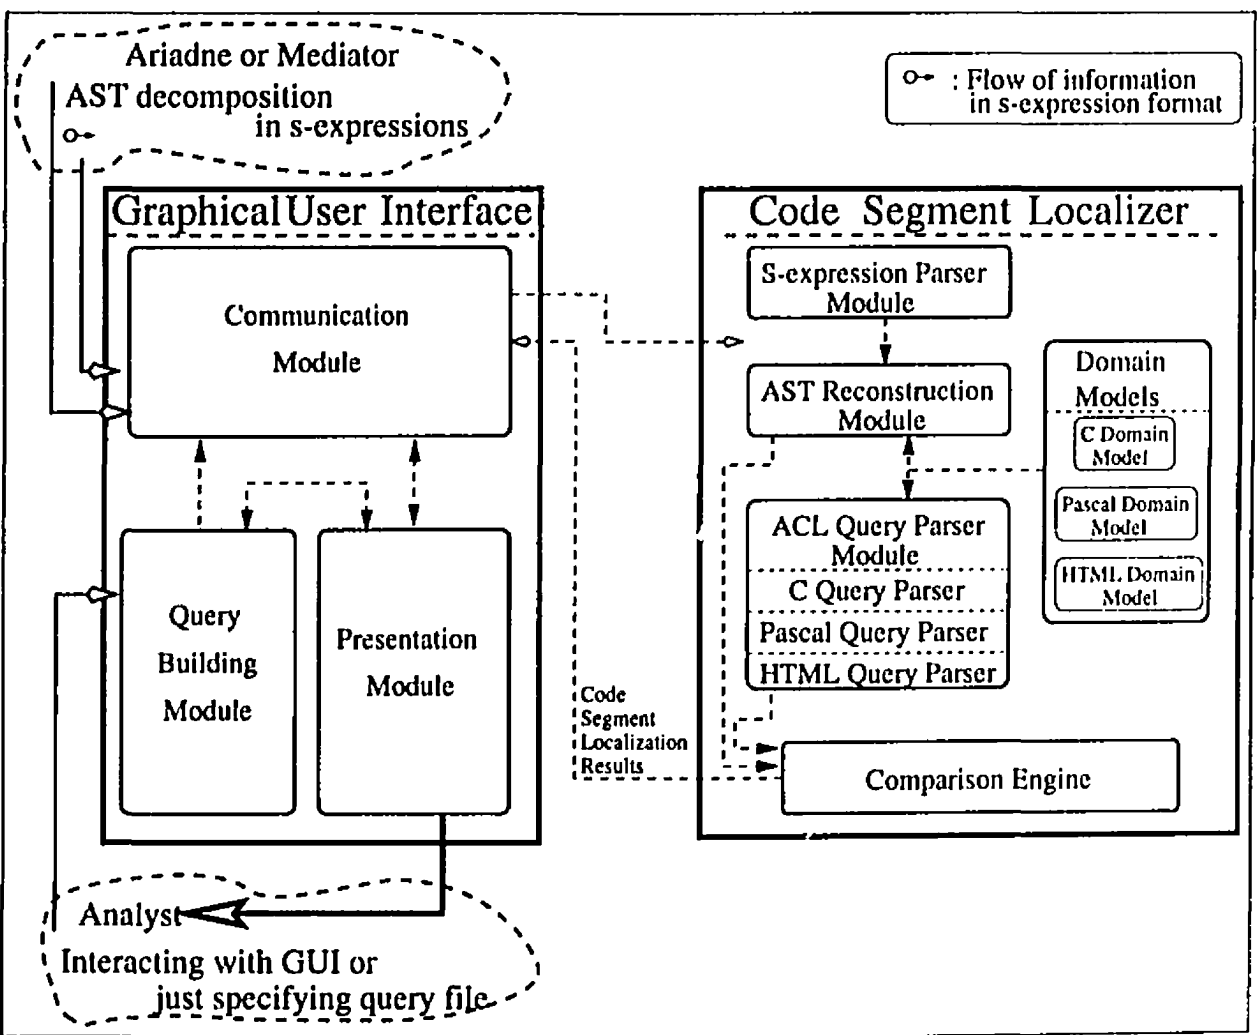 Ariadne or Mediator
AST decomposition
in s-expressions
: Flow of information
in s-expression format
Graphical User Interface
Communication
Module
Query
Building
Module
Presentation
Module
Code
Segment
Localization
Results
Code Segment Localizer
S-expression Parser
Module
AST Reconstruction
Module
ACL Query Parser
Module
C Query Parser
Pascal Query Parser
HTML Query Parser
Comparison Engine
Domain
Models
C Domain
Model
Pascal Domain
Model
HTML Domain
Model
Analyst
Interacting with GUI or
just specifying query file